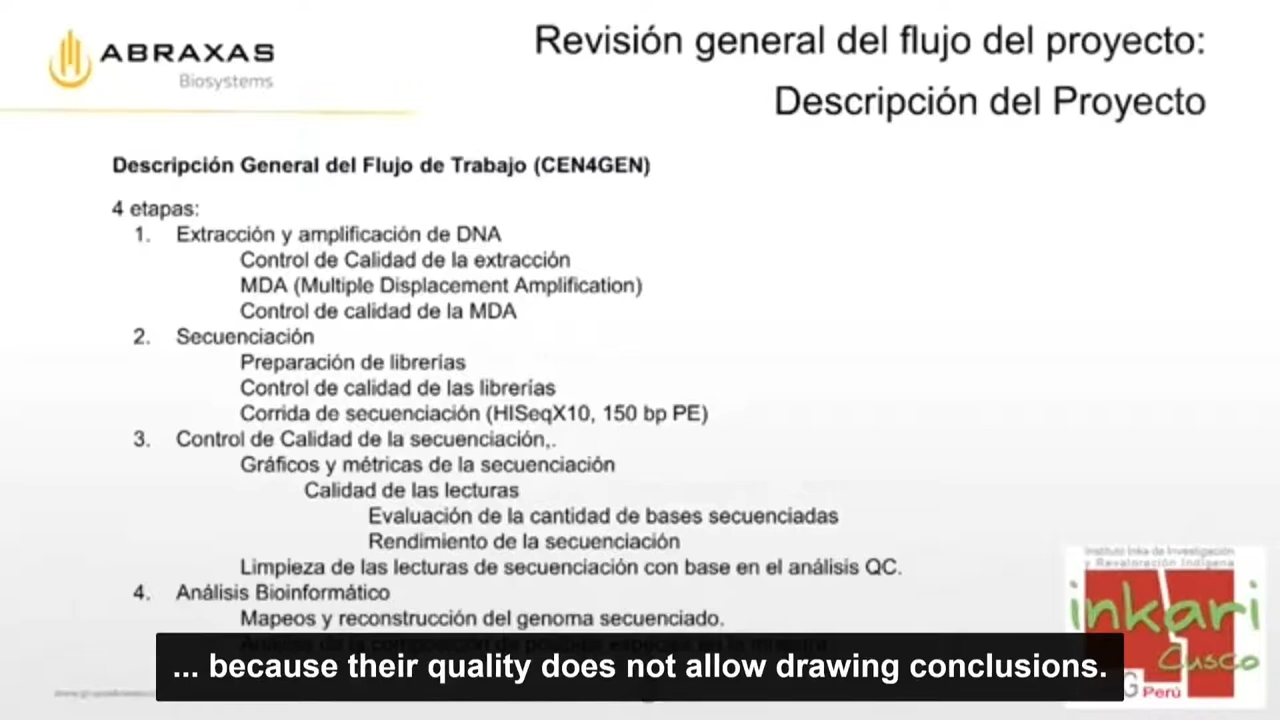 ABRAXAS
Biosystems
Revisión general del flujo del proyecto:
Descripción del Proyecto
Descripción General del Flujo de Trabajo (CEN4GEN)
4 etapas:
1. Extracción y amplificación de DNA
Control de Calidad de la extracción
MDA (Multiple Displacement Amplification)
Control de calidad de la MDA
2. Secuenciación
Preparación de librerías
Control de calidad de las librerías
Corrida de secuenciación (HISeqX10, 150 bp PE)
3. Control de Calidad de la secuenciación,.
Gráficos y métricas de la secuenciación
Calidad de las lecturas
Evaluación de la cantidad de bases secuenciadas
Rendimiento de la secuenciación
Limpieza de las lecturas de secuenciación con base en el análisis QC.
4. Análisis Bioinformático
Mapeos y reconstrucción del genoma secuenciado.
Instituto Inka de Investigación
y Revaloración Indígena
inkari
Cusco
G Perú
... because their quality does not allow drawing conclusions.